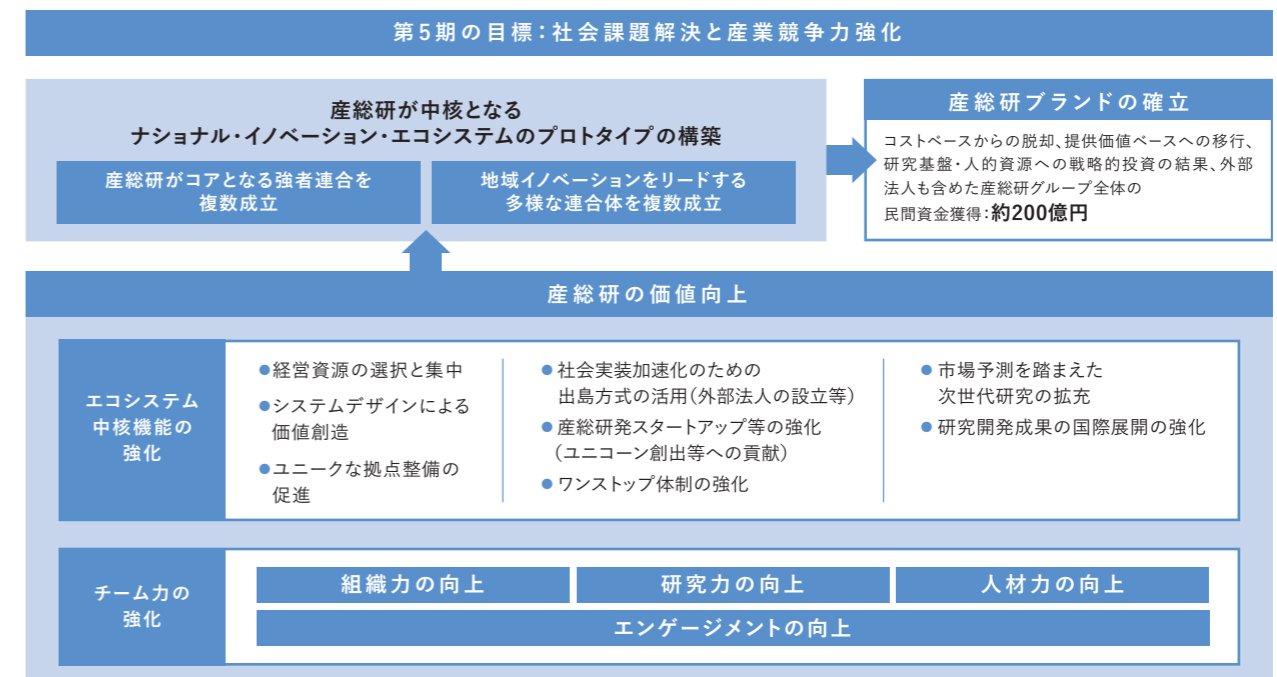 第5期の目標：社会課題解決と産業競争力強化
産総研が中核となる
ナショナル・イノベーション・エコシステムのプロトタイプの構築
産総研がコアとなる強者連合を
複数成立
地域イノベーションをリードする
多様な連合体を複数成立
産総研ブランドの確立
コストベースからの脱却、提供価値ベースへの移行、
研究基盤・人的資源への戦略的投資の結果、外部
法人も含めた産総研グループ全体の
民間資金獲得：約200億円
産総研の価値向上
エコシステム
中核機能の
強化
●経営資源の選択と集中
●システムデザインによる
価値創造
●ユニークな拠点整備の
促進
●社会実装加速化のための
出島方式の活用（外部法人の設立等）
●産総研発スタートアップ等の強化
（ユニコーン創出等への貢献）
●ワンストップ体制の強化
●市場予測を踏まえた
次世代研究の拡充
●研究開発成果の国際展開の強化
チーム力の
強化
組織力の向上
研究力の向上
人材力の向上
エンゲージメントの向上